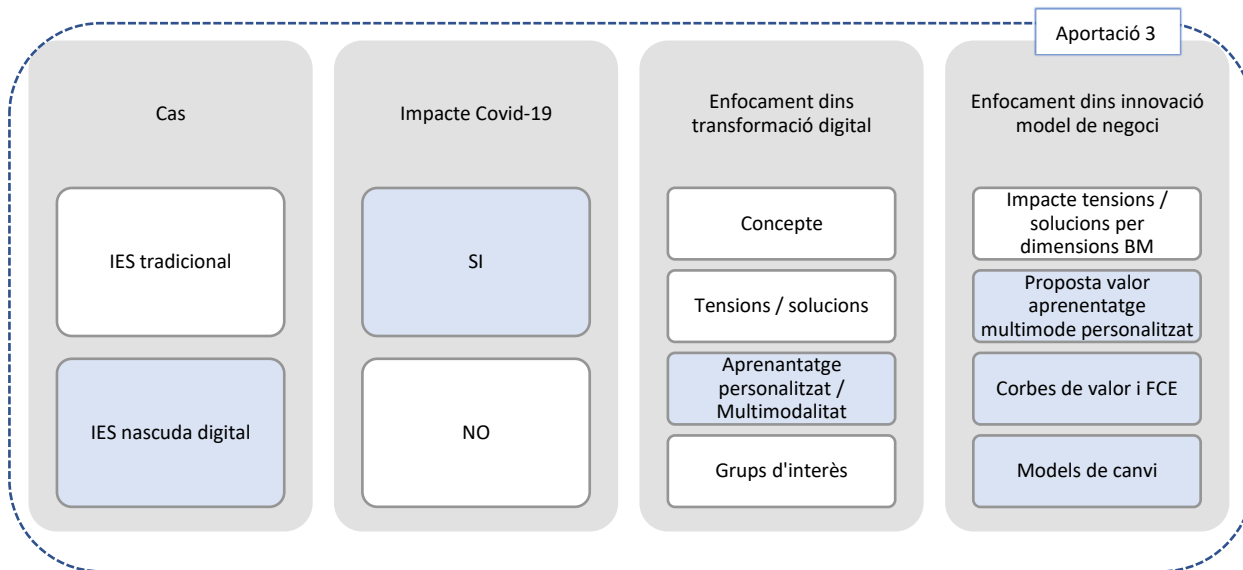 Aportació 3
Cas
IES tradicional
IES nascuda digital
Impacte Covid-19
SI
NO
Enfocament dins
transformació digital
Concepte
Tensions / solucions
Aprenantatge
personalitzat /
Multimodalitat
Grups d'interès
Enfocament dins innovació
model de negoci
Impacte tensions /
solucions per
dimensions BM
Proposta valor
aprenentatge
multimode personalitzat
Corbes de valor i FCE
Models de canvi